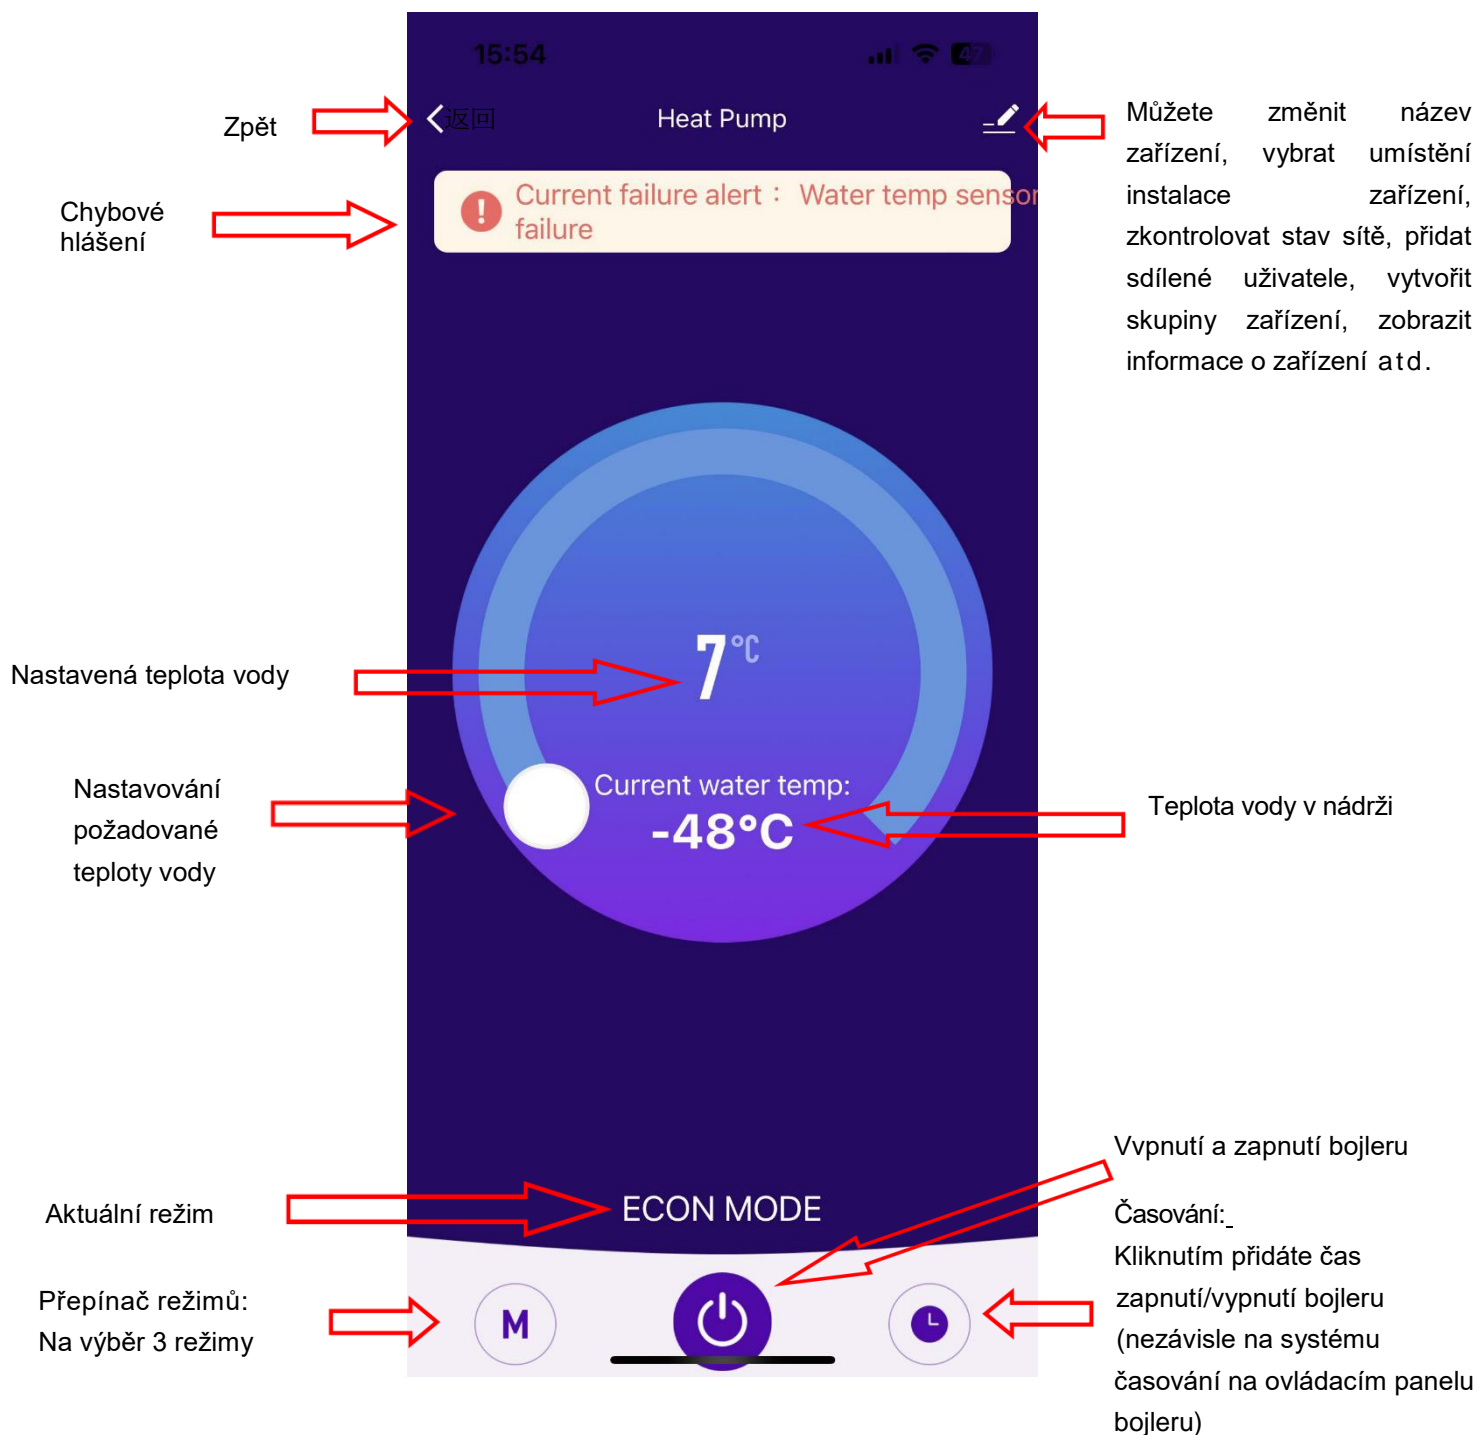 15:54
47
Zpět
返回
Heat Pump
Můžete změnit název
zařízení, vybrat umístění
instalace zařízení,
zkontrolovat stav sítě, přidat
sdílené uživatele, vytvořit
skupiny zařízení, zobrazit
informace o zařízení atd.
Chybové
hlášení
Current failure alert： Water temp sensor
failure
Nastavená teplota vody
7°C
Nastavování
požadované
teploty vody
Current water temp:
-48°C
Teplota vody v nádrži
Vvpnutí a zapnutí bojleru
Aktuální režim
ECON MODE
Časování:
Kliknutím přidáte čas
zapnutí/vypnutí bojleru
(nezávisle na systému
časování na ovládacím panelu
bojleru)
Přepínač režimů:
Na výběr 3 režimy
M